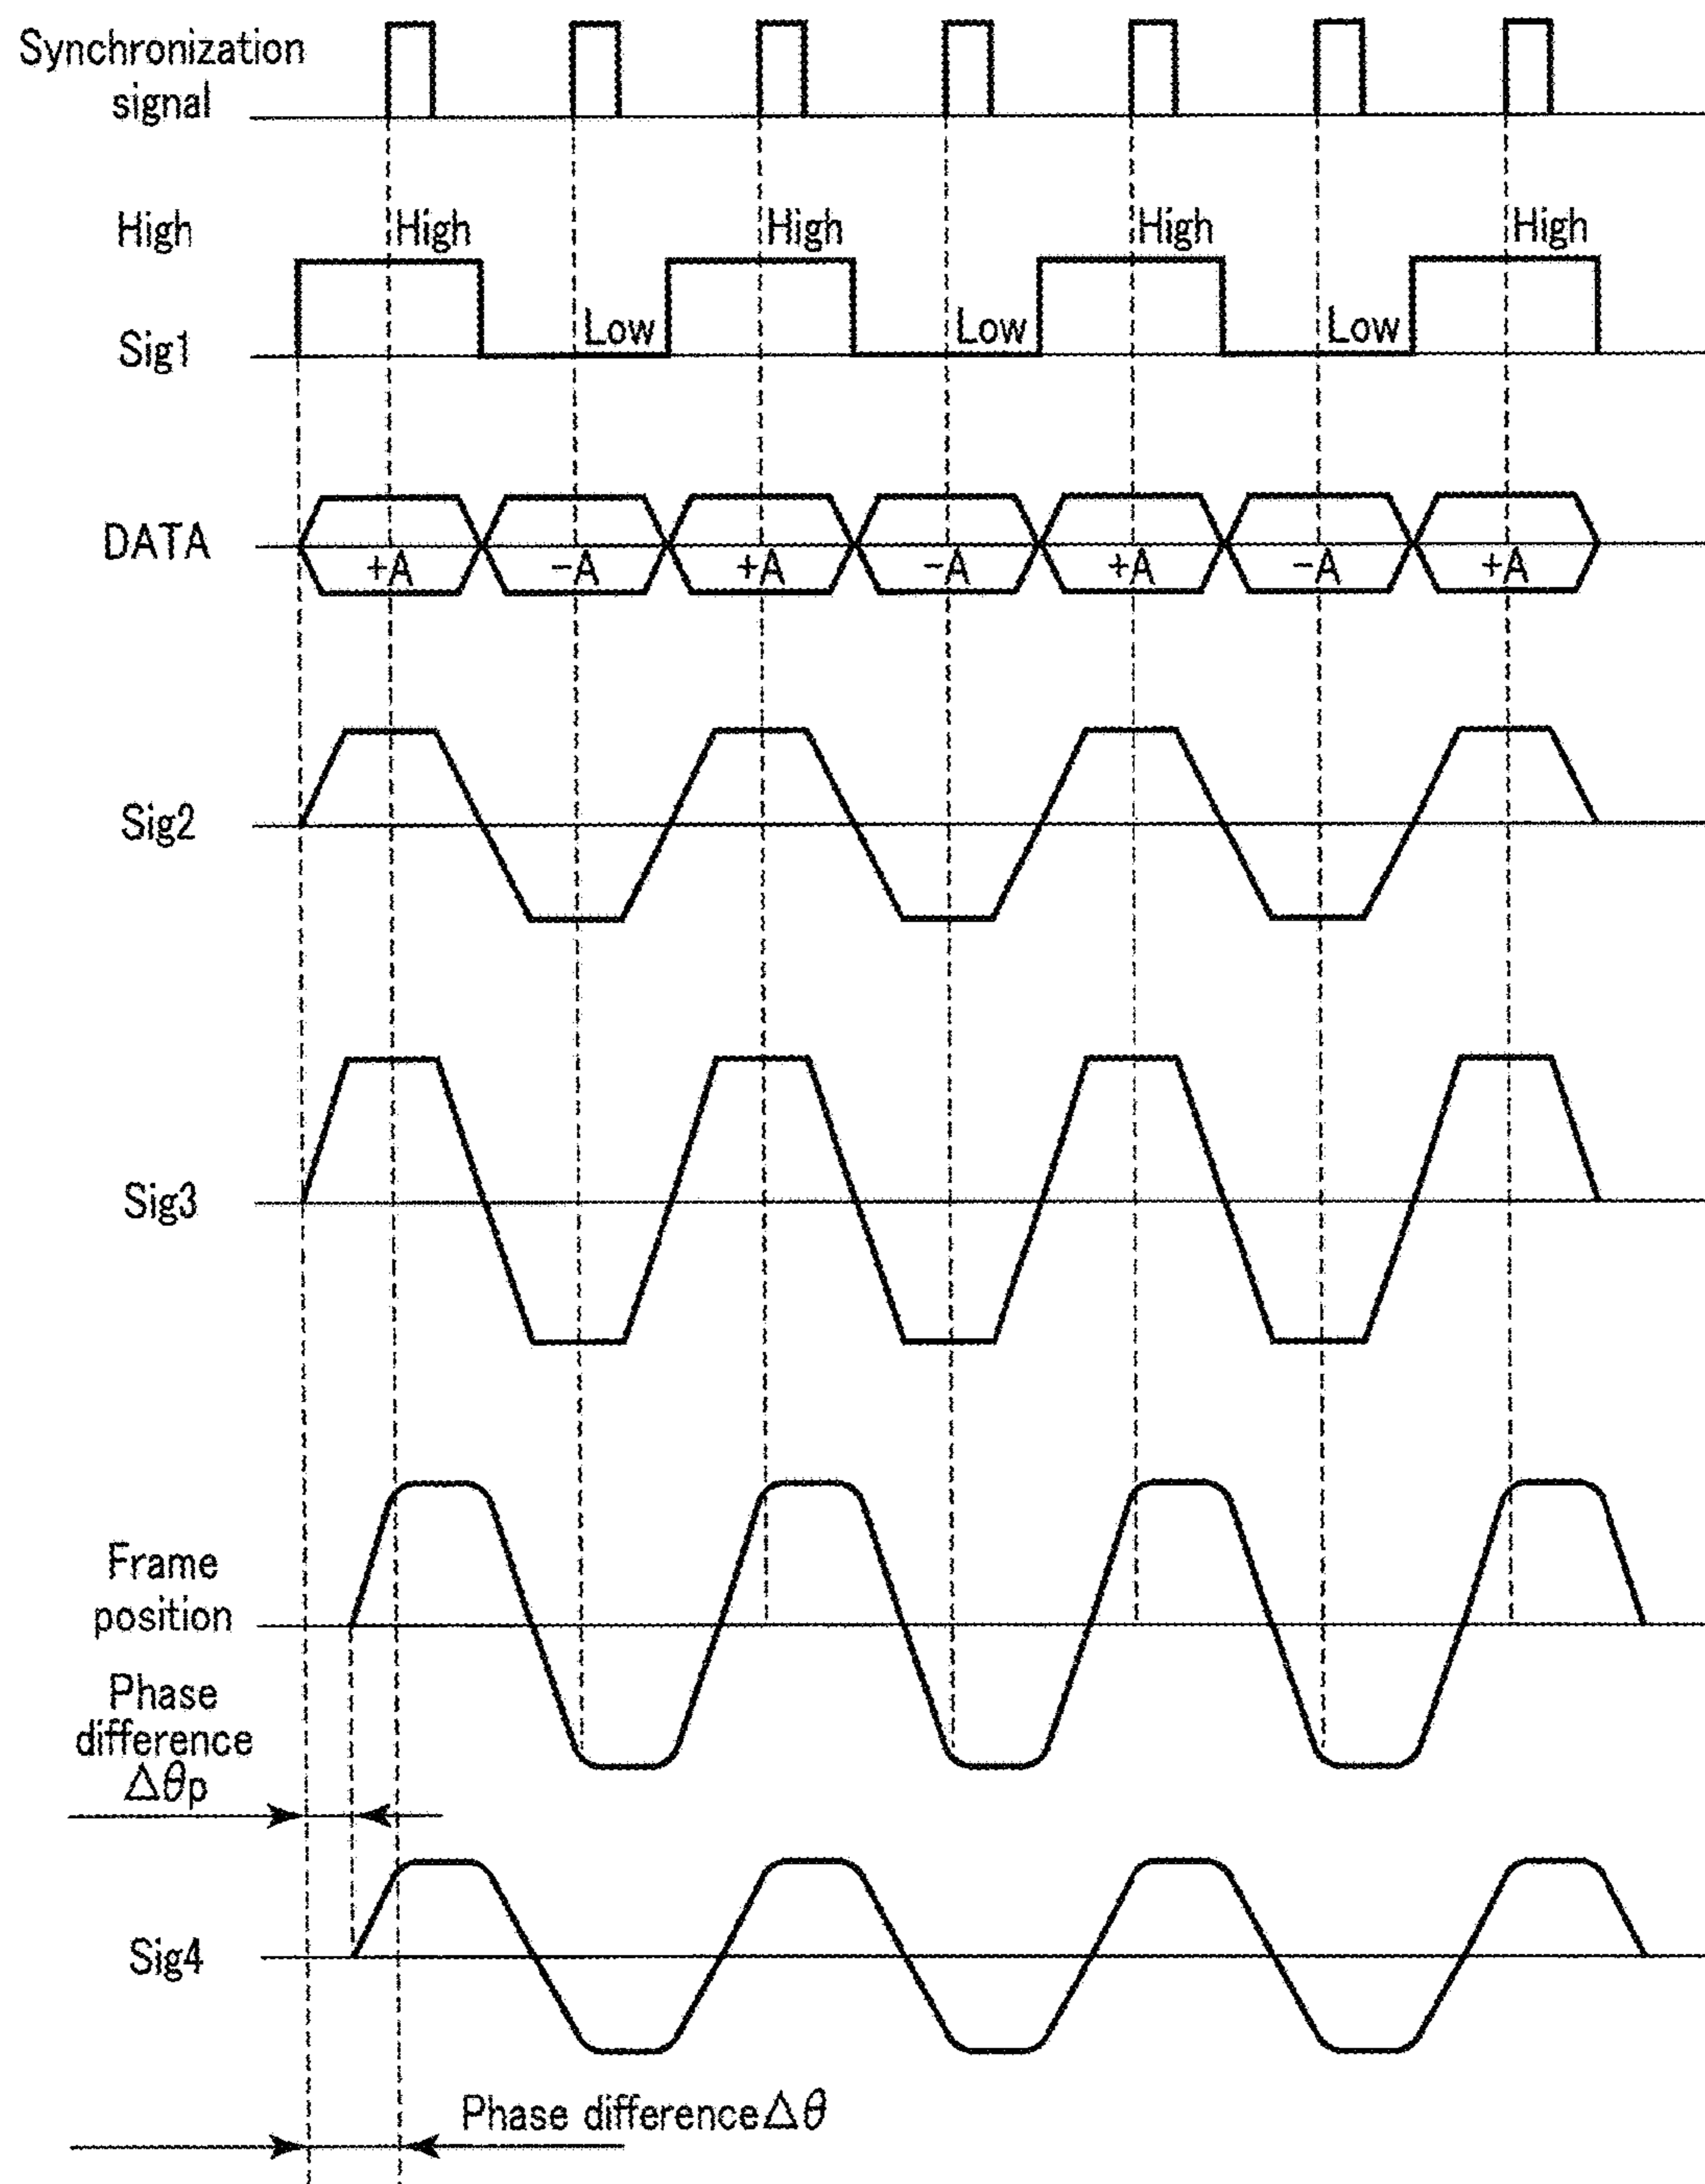 Synchronization
signal
High
High High High High
Low Low Low
Sig1
DATA
+A −A +A −A +A −A +A
Sig2
Sig3
Frame
position
Phase
difference
Δθp
Sig4
Phase difference Δθ